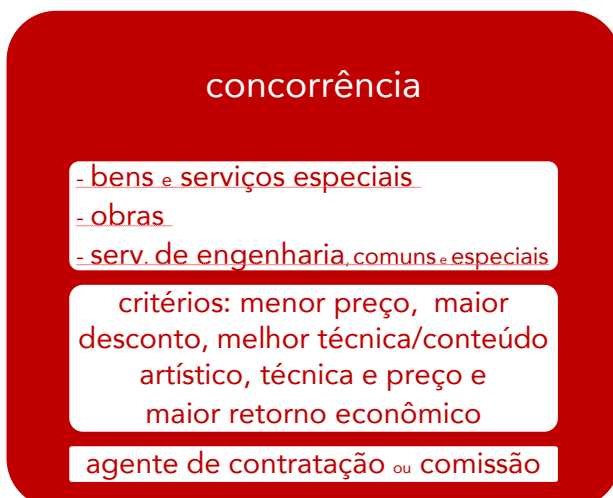 concorrência
- bens e serviços especiais
- obras
- serv. de engenharia, comuns e especiais
critérios: menor preço, maior
desconto, melhor técnica/conteúdo
artístico, técnica e preço e
maior retorno econômico
agente de contratação ou comissão